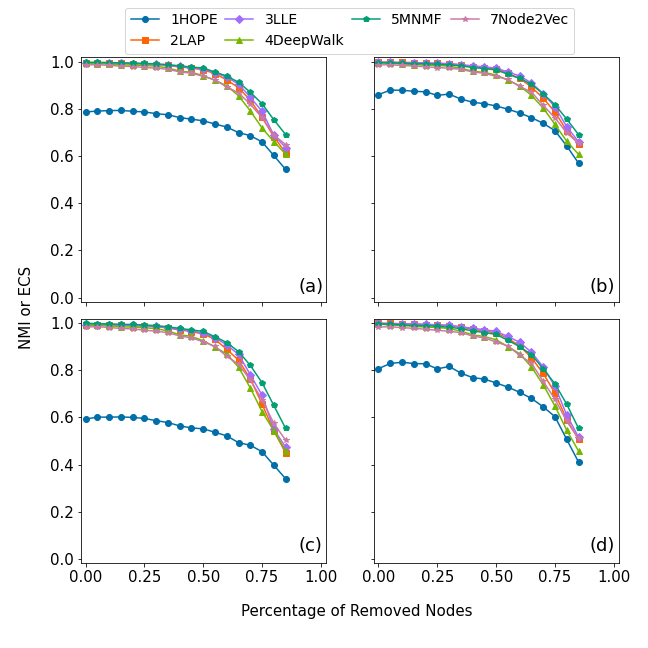 1HOPE 3LLE 5MNMF 7Node2Vec
2LAP 4DeepWalk
1.0
0.8
0.6
0.4
0.2
0.0
(a)
(b)
NMI or ECS
1.0
0.8
0.6
0.4
0.2
0.0
(c)
(d)
0.00 0.25 0.50 0.75 1.00
0.00 0.25 0.50 0.75 1.00
Percentage of Removed Nodes